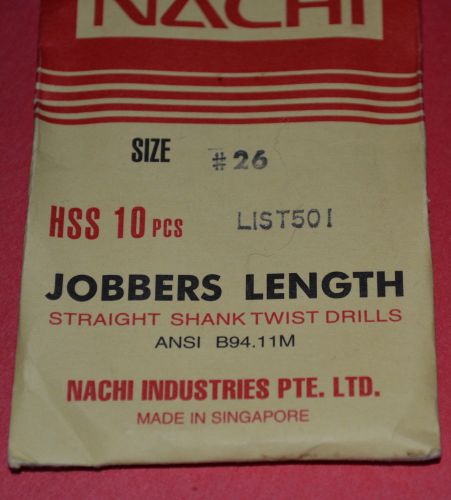 NACHI
SIZE #26
HSS 10 PCS LIST501
JOBBERS LENGTH
STRAIGHT SHANK TWIST DRILLS
ANSI B94.11M
NACHI INDUSTRIES PTE. LTD.
MADE IN SINGAPORE